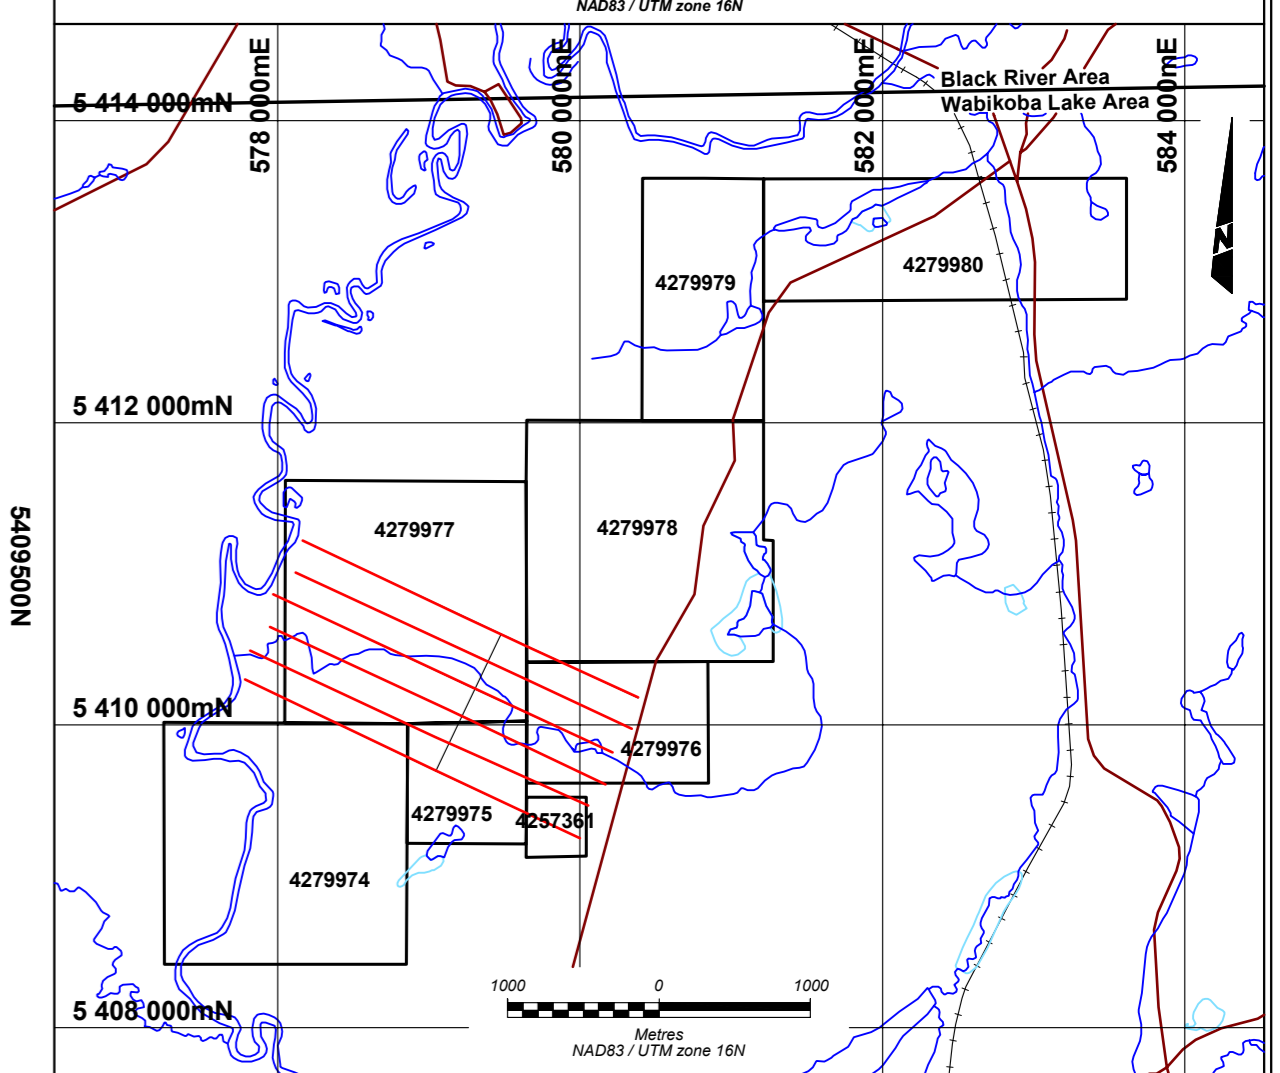 NAD83 / UTM zone 16N
578 000mE
580 000mE
582 000mE
584 000mE
Black River Area
Wabikoba Lake Area
5 414 000mN
N
4279979
4279980
5 412 000mN
4279977
4279978
5409500N
5 410 000mN
4279976
4279975
4257361
4279974
1000 0 1000
5 408 000mN
Metres
NAD83 / UTM zone 16N